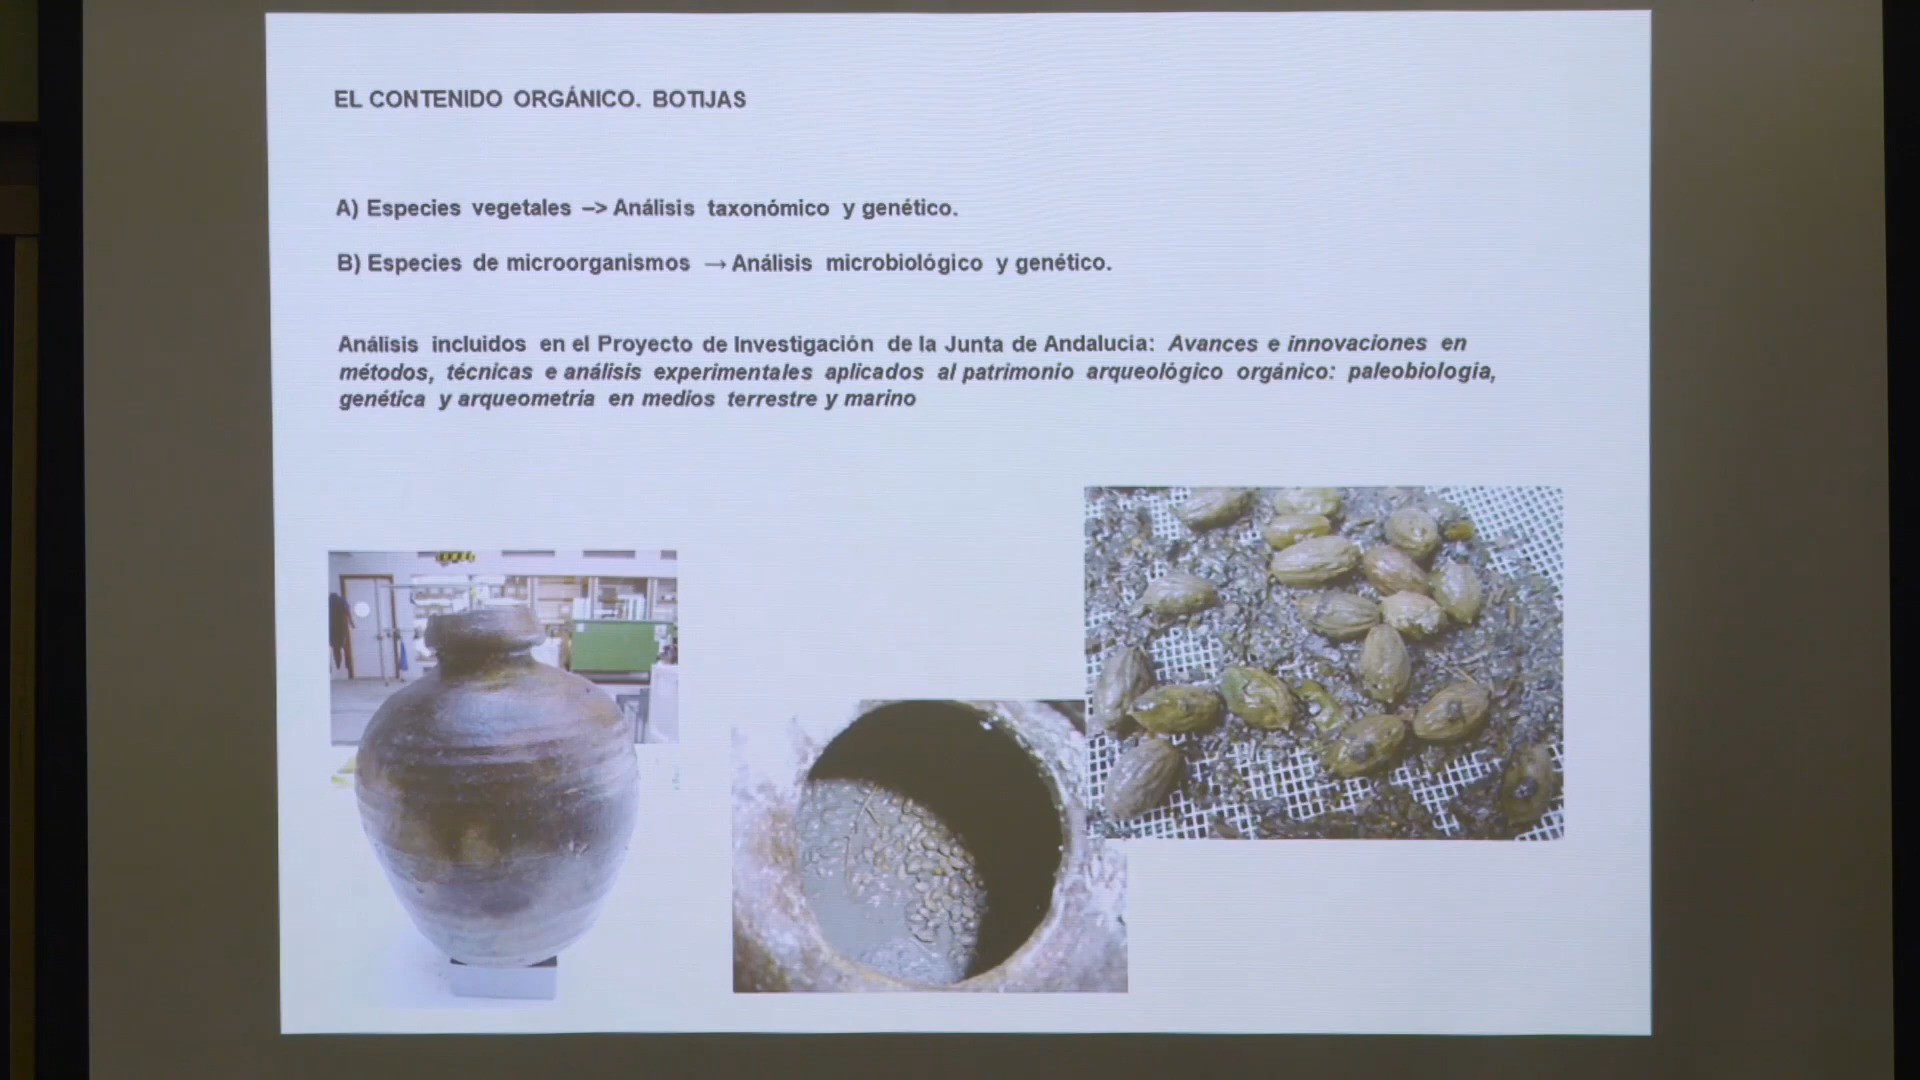 EL CONTENIDO ORGÁNICO. BOTIJAS
A) Especies vegetales –> Análisis taxonómico y genético.
B) Especies de microorganismos → Análisis microbiológico y genético.
Análisis incluidos en el Proyecto de Investigación de la Junta de Andalucia: Avances e innovaciones en
métodos, técnicas e análisis experimentales aplicados al patrimonio arqueológico orgánico: paleobiologia,
genética y arqueometria en medios terrestre y marino